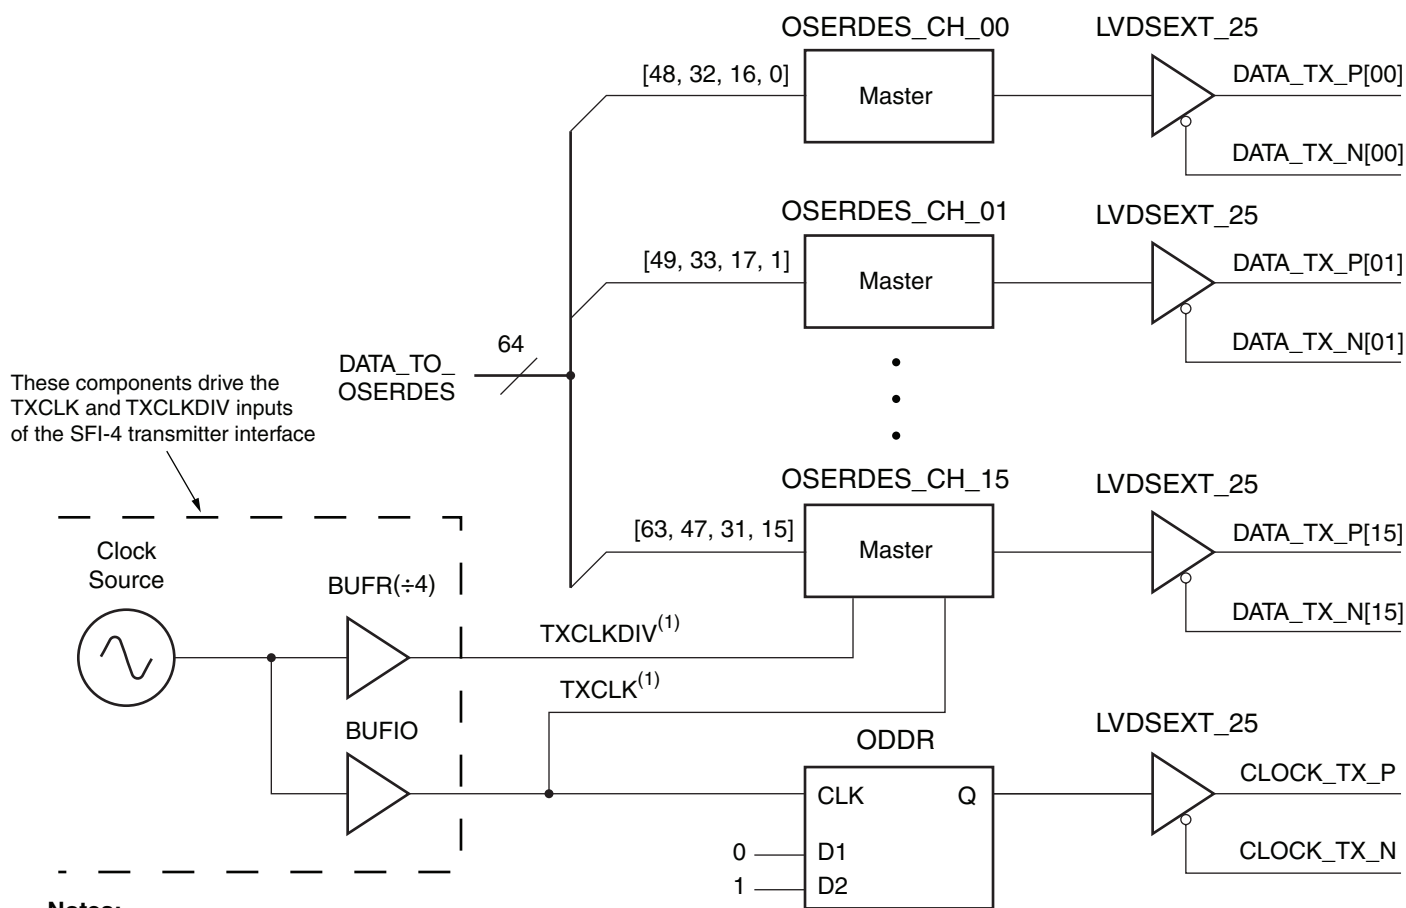 OSERDES_CH_00
LVDSEXT_25
[48, 32, 16, 0]
Master
DATA_TX_P[00]
DATA_TX_N[00]
OSERDES_CH_01
LVDSEXT_25
[49, 33, 17, 1]
Master
DATA_TX_P[01]
DATA_TX_N[01]
64
DATA_TO_
OSERDES
These components drive the
TXCLK and TXCLKDIV inputs
of the SFI-4 transmitter interface
OSERDES_CH_15
LVDSEXT_25
[63, 47, 31, 15]
Master
DATA_TX_P[15]
DATA_TX_N[15]
Clock
Source
BUFR(÷4)
TXCLKDIV(1)
TXCLK(1)
BUFIO
ODDR
LVDSEXT_25
CLK
Q
CLOCK_TX_P
CLOCK_TX_N
0
D1
1
D2
Notes: